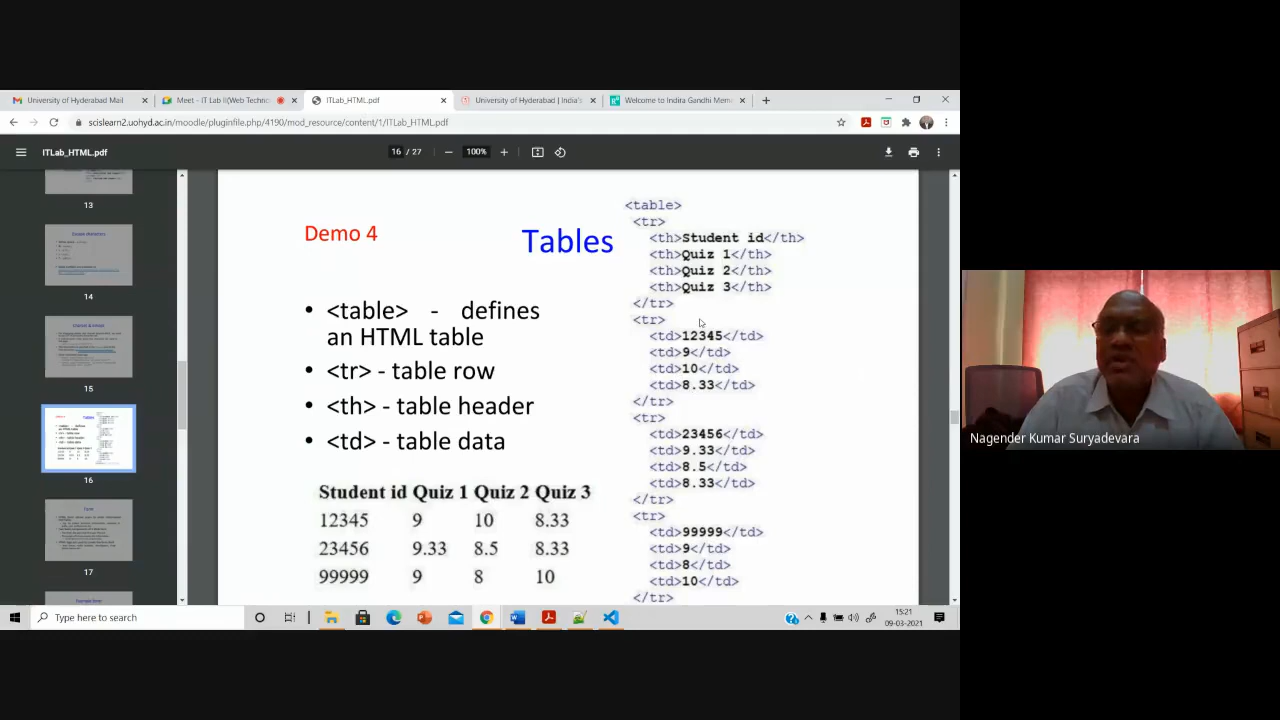 University of Hyderabad Mail
Meet - IT Lab II(Web Techno
ITLab_HTML.pdf
University of Hyderabad | India's
Welcome to Indira Gandhi Mem
scislearn2.uohyd.ac.in/moodle/pluginfile.php/4190/mod_resource/content/1/ITLab_HTML.pdf
ITLab_HTML.pdf
16 / 27
100%
13
14
15
16
17
Demo 4
Tables
• <table> - defines
an HTML table
• <tr> - table row
• <th> - table header
• <td> - table data
Student id Quiz 1 Quiz 2 Quiz 3
12345 9 10 8.33
23456 9.33 8.5 8.33
99999 9 8 10
<table>
<tr>
<th>Student id</th>
<th>Quiz 1</th>
<th>Quiz 2</th>
<th>Quiz 3</th>
</tr>
<tr>
<td>12345</td>
<td>9</td>
<td>10</td>
<td>8.33</td>
</tr>
<tr>
<td>23456</td>
<td>9.33</td>
<td>8.5</td>
<td>8.33</td>
</tr>
<tr>
<td>99999</td>
<td>9</td>
<td>8</td>
<td>10</td>
</tr>
Nagender Kumar Suryadevara
Type here to search
15:21
09-03-2021